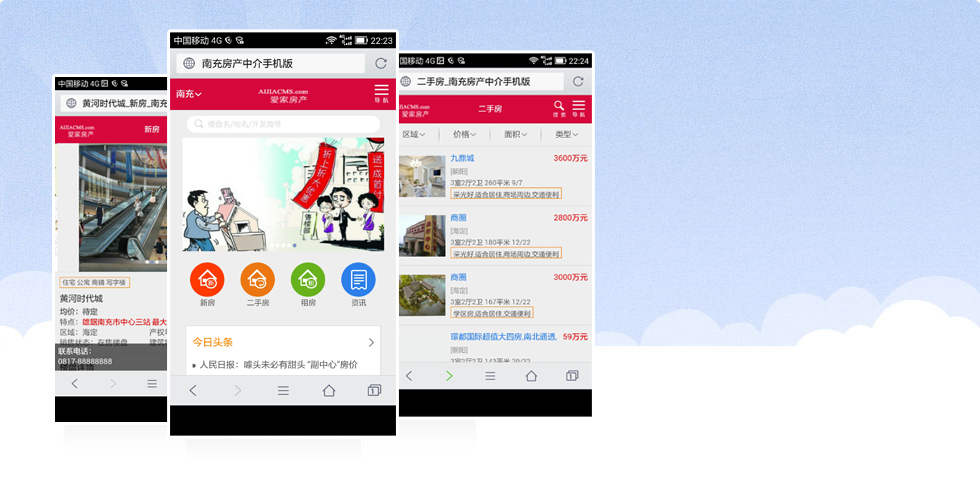 中国移动 4G
黄河时代城_新房_南充
AIJIACMS.com
爱家房产
新房
住宅 公寓 商铺 写字楼
黄河时代城
均价：待定
特点：雄踞南充市中心三站 最大
区域：海淀
产权年
销售状态：在售楼盘
建筑
联系电话：
0817-88888888
楼盘详情
中国移动 4G
22:23
南充房产中介手机版
南充
AIJIACMS.com
爱家房产
导航
楼盘名/地名/开发商等
折上折大优惠
送一成首付
售楼部
新房
二手房
租房
资讯
今日头条
人民日报：噱头未必有甜头 "副中心"房价
国移动 4G
22:24
二手房_南充房产中介手机版
IJIACMS.com
爱家房产
二手房
搜索
导航
区域
价格
面积
类型
九鼎城
3600万元
[朝阳]
3室2厅2卫 260平米 9/7
采光好,适合居住,商场周边,交通便利
商圈
2800万元
[海定]
3室2厅2卫 180平米 12/22
采光好,适合居住,商场周边,交通便利
商圈
3000万元
[海定]
3室2厅2卫 167平米 12/22
学区房,适合居住,交通便利
璟都国际超值大四房,南北通透,
59万元
[朝阳]
3室2厅2卫 143平米 20/22